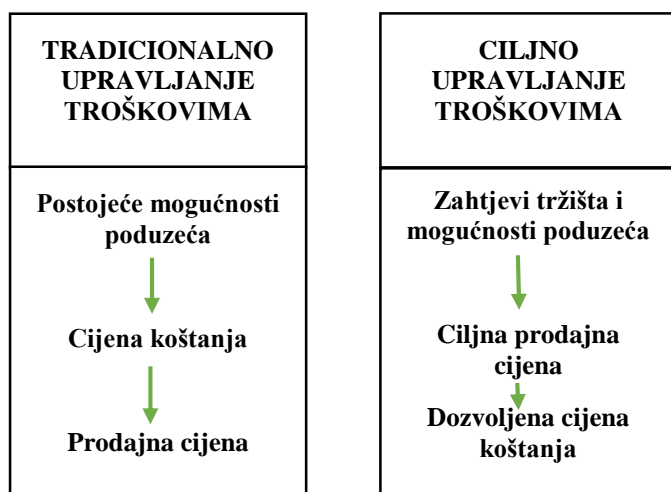 TRADICIONALNO
UPRAVLJANJE
TROŠKOVIMA
Postojeće mogućnosti
poduzeća
Cijena koštanja
Prodajna cijena
CILJNO
UPRAVLJANJE
TROŠKOVIMA
Zahtjevi tržišta i
mogućnosti poduzeća
Ciljna prodajna
cijena
Dozvoljena cijena
koštanja